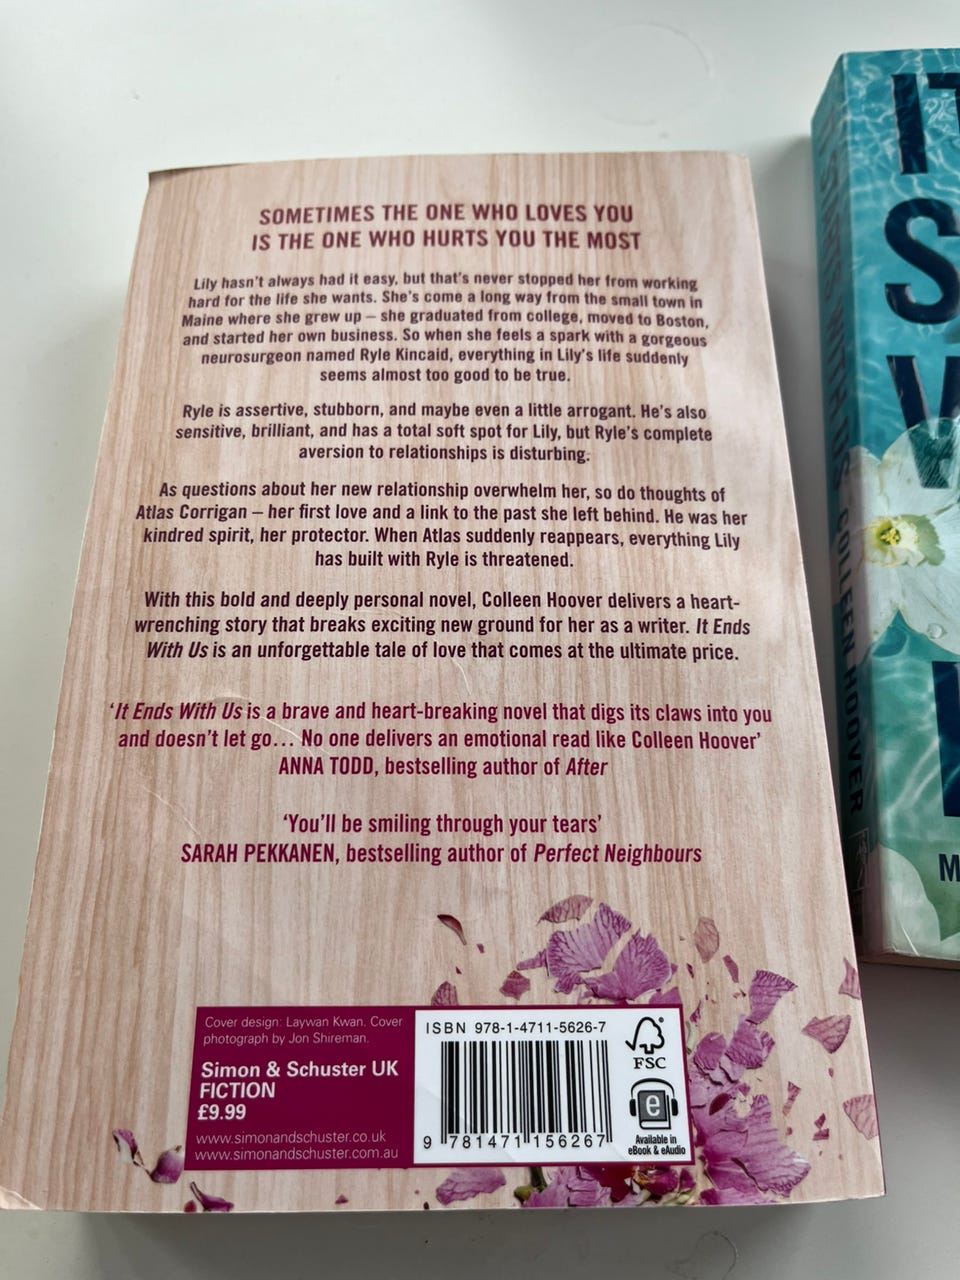 SOMETIMES THE ONE WHO LOVES YOU
IS THE ONE WHO HURTS YOU THE MOST
Lily hasn't always had it easy, but that's never stopped her from working
hard for the life she wants. She's come a long way from the small town in
Maine where she grew up – she graduated from college, moved to Boston,
and started her own business. So when she feels a spark with a gorgeous
neurosurgeon named Ryle Kincaid, everything in Lily's life suddenly
seems almost too good to be true.
Ryle is assertive, stubborn, and maybe even a little arrogant. He's also
sensitive, brilliant, and has a total soft spot for Lily, but Ryle's complete
aversion to relationships is disturbing.
As questions about her new relationship overwhelm her, so do thoughts of
Atlas Corrigan – her first love and a link to the past she left behind. He was her
kindred spirit, her protector. When Atlas suddenly reappears, everything Lily
has built with Ryle is threatened.
With this bold and deeply personal novel, Colleen Hoover delivers a heart-
wrenching story that breaks exciting new ground for her as a writer. It Ends
With Us is an unforgettable tale of love that comes at the ultimate price.
'It Ends With Us is a brave and heart-breaking novel that digs its claws into you
and doesn't let go... No one delivers an emotional read like Colleen Hoover'
ANNA TODD, bestselling author of After
'You'll be smiling through your tears'
SARAH PEKKANEN, bestselling author of Perfect Neighbours
Cover design: Laywan Kwan. Cover
photograph by Jon Shireman.
Simon & Schuster UK
FICTION
£9.99
www.simonandschuster.co.uk
www.simonandschuster.com.au
ISBN 978-1-4711-5626-7
9 781471 156267
FSC
e
Available in
eBook & eAudio
IT STARTS WITH US COLLEEN HOOVER
IT
S
W
M